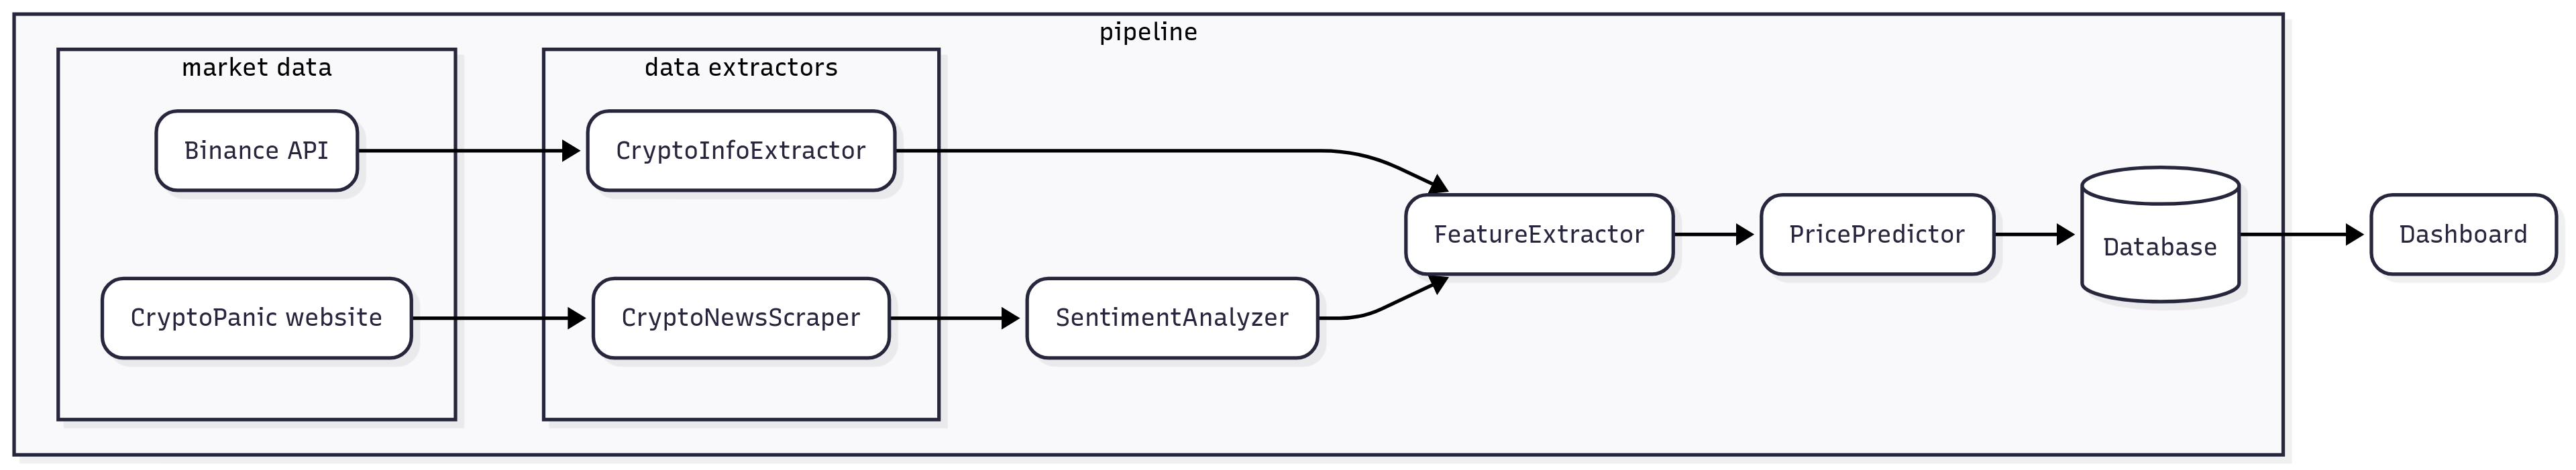 pipeline
market data
data extractors
Binance API
CryptoInfoExtractor
CryptoPanic website
CryptoNewsScraper
SentimentAnalyzer
FeatureExtractor
PricePredictor
Database
Dashboard